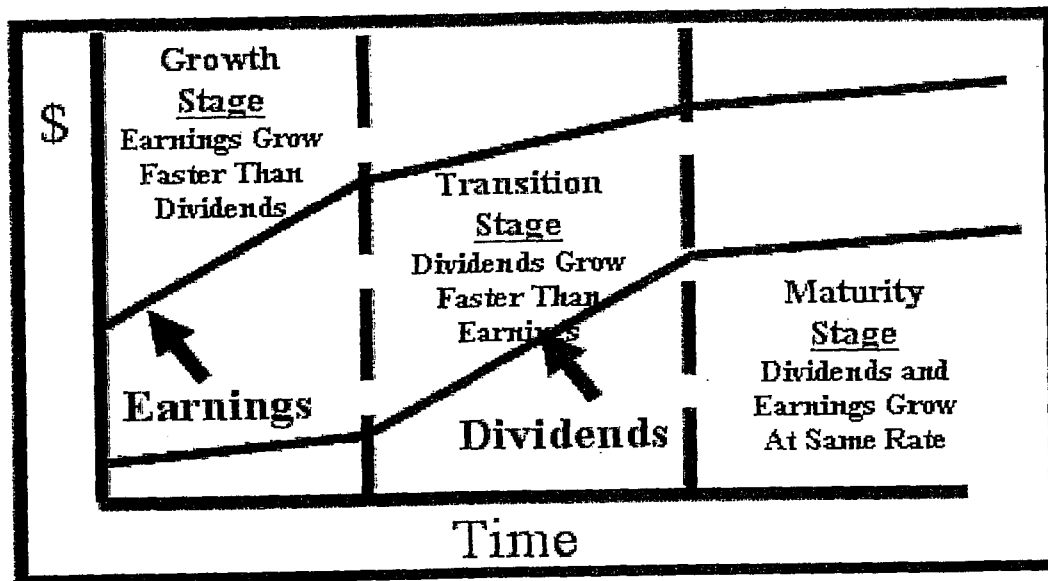 $
Growth
Stage
Earnings Grow
Faster Than
Dividends
Transition
Stage
Dividends Grow
Faster Than
Earnings
Maturity
Stage
Dividends and
Earnings Grow
At Same Rate
Earnings
Dividends
Time